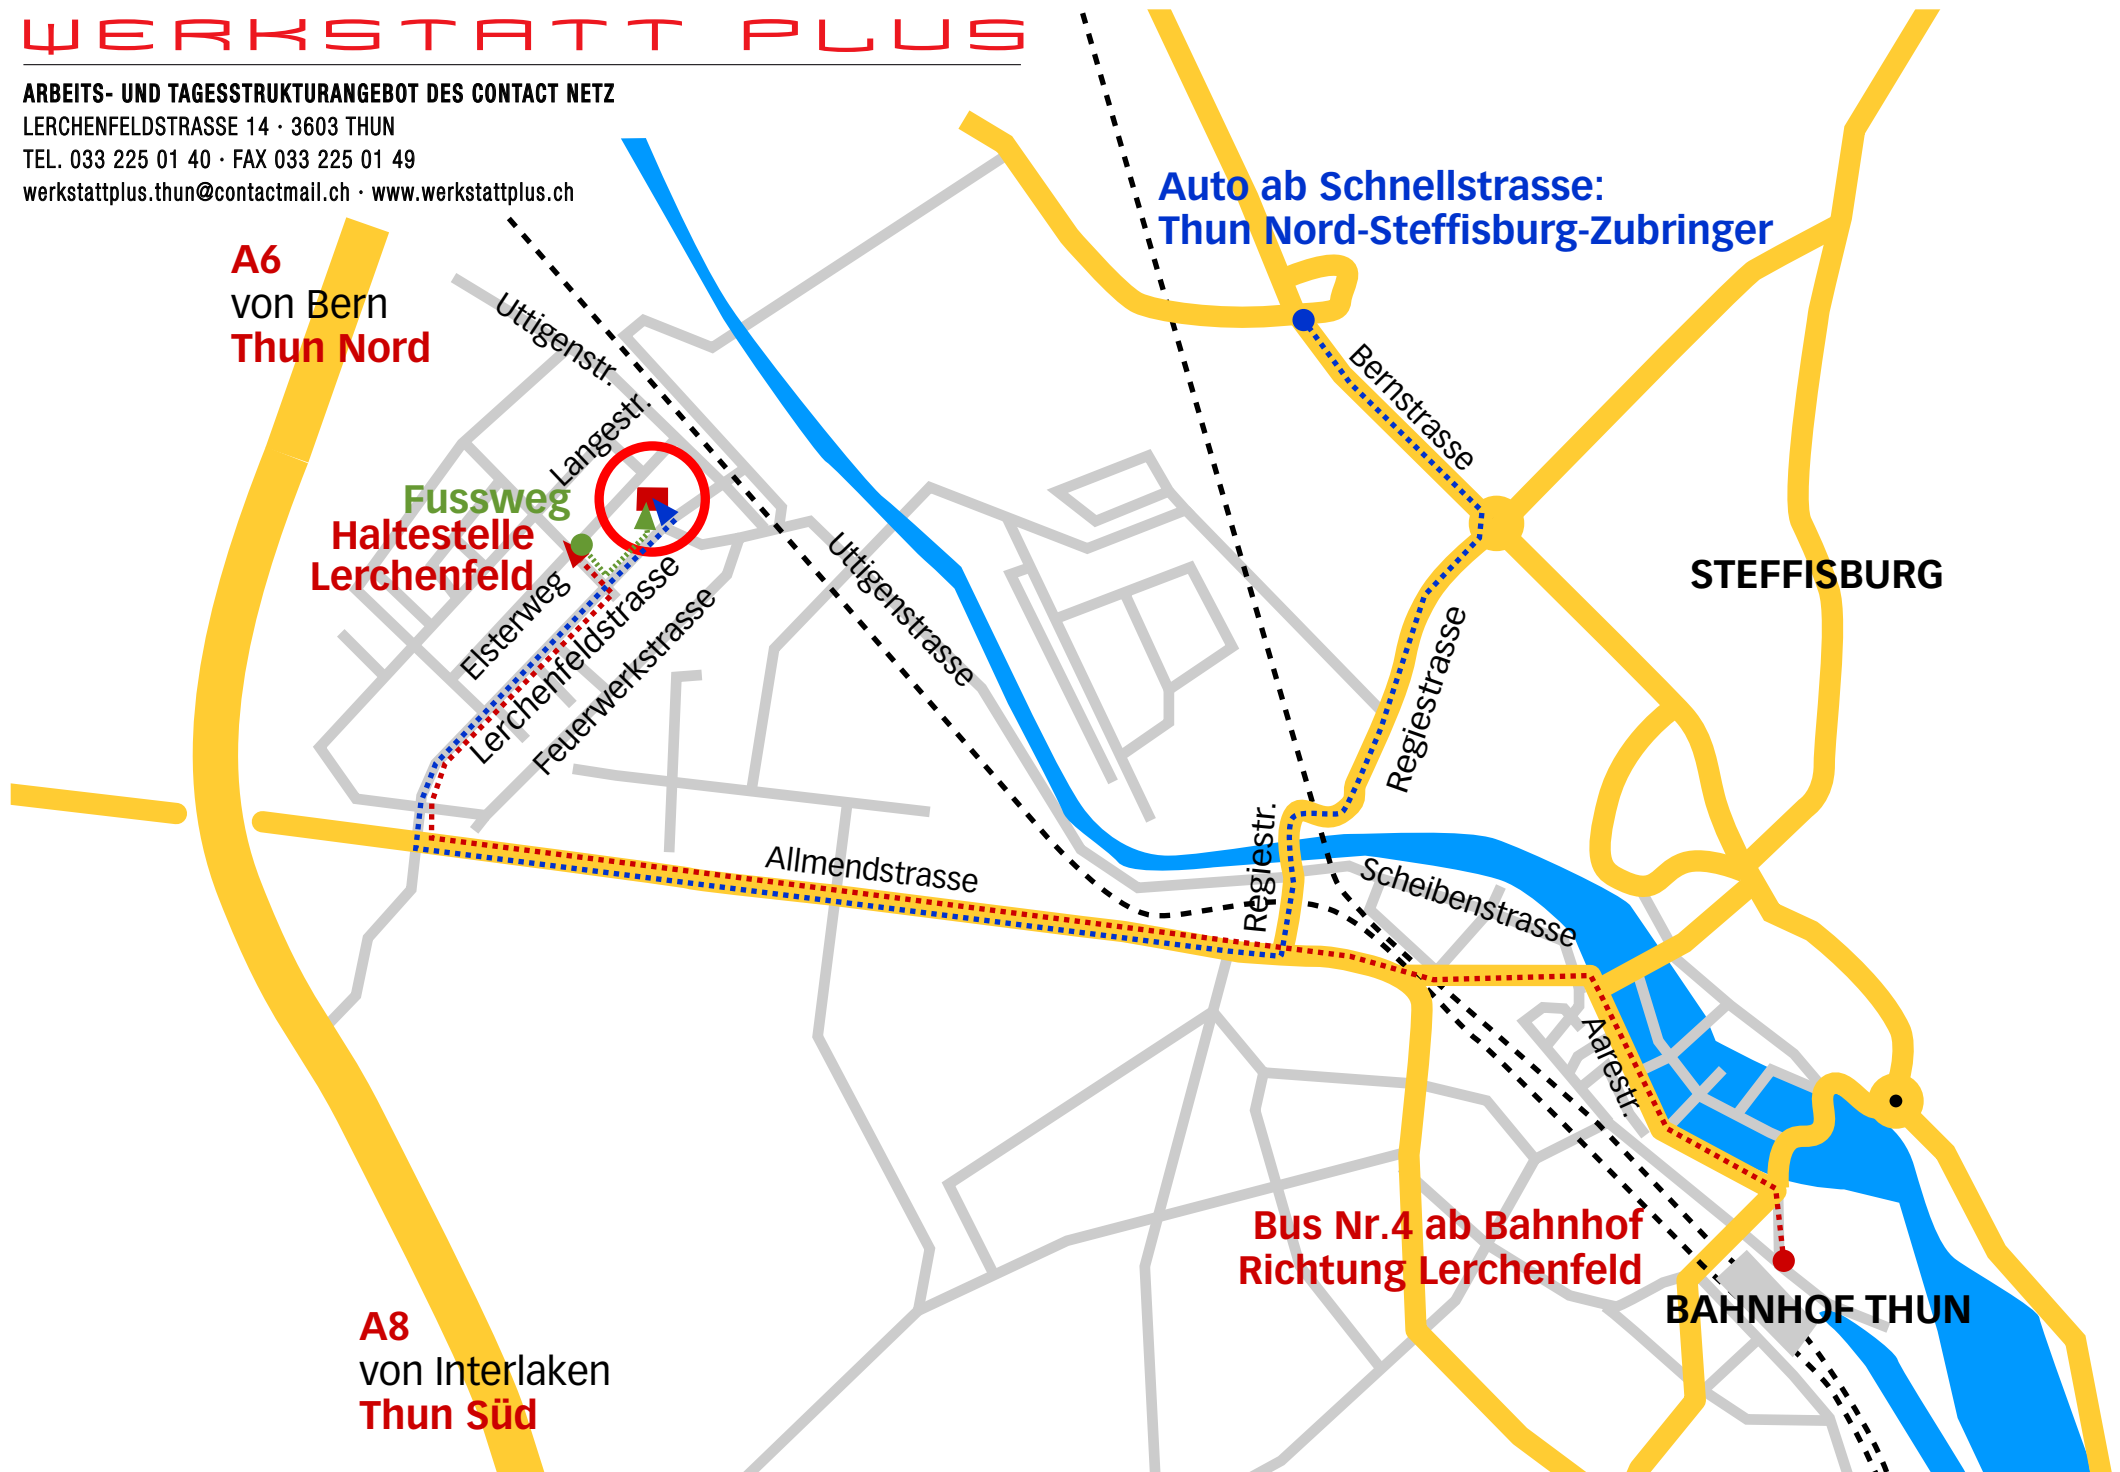 WERKSTATT PLUS
ARBEITS- UND TAGESSTRUKTURANGEBOT DES CONTACT NETZ
LERCHENFELDSTRASSE 14 · 3603 THUN
TEL. 033 225 01 40 · FAX 033 225 01 49
werkstattplus.thun@contactmail.ch · www.werkstattplus.ch
Auto ab Schnellstrasse:
Thun Nord-Steffisburg-Zubringer
A6
von Bern
Thun Nord
Uttigenstr.
Langestr.
Bernstrasse
Fussweg
Haltestelle
Lerchenfeld
Elsterweg
Lerchenfeldstrasse
Feuerwerkstrasse
Uttigenstrasse
STEFFISBURG
Regiestrasse
Regiestr.
Allmendstrasse
Scheibenstrasse
Aarestr.
Bus Nr.4 ab Bahnhof
Richtung Lerchenfeld
BAHNHOF THUN
A8
von Interlaken
Thun Süd